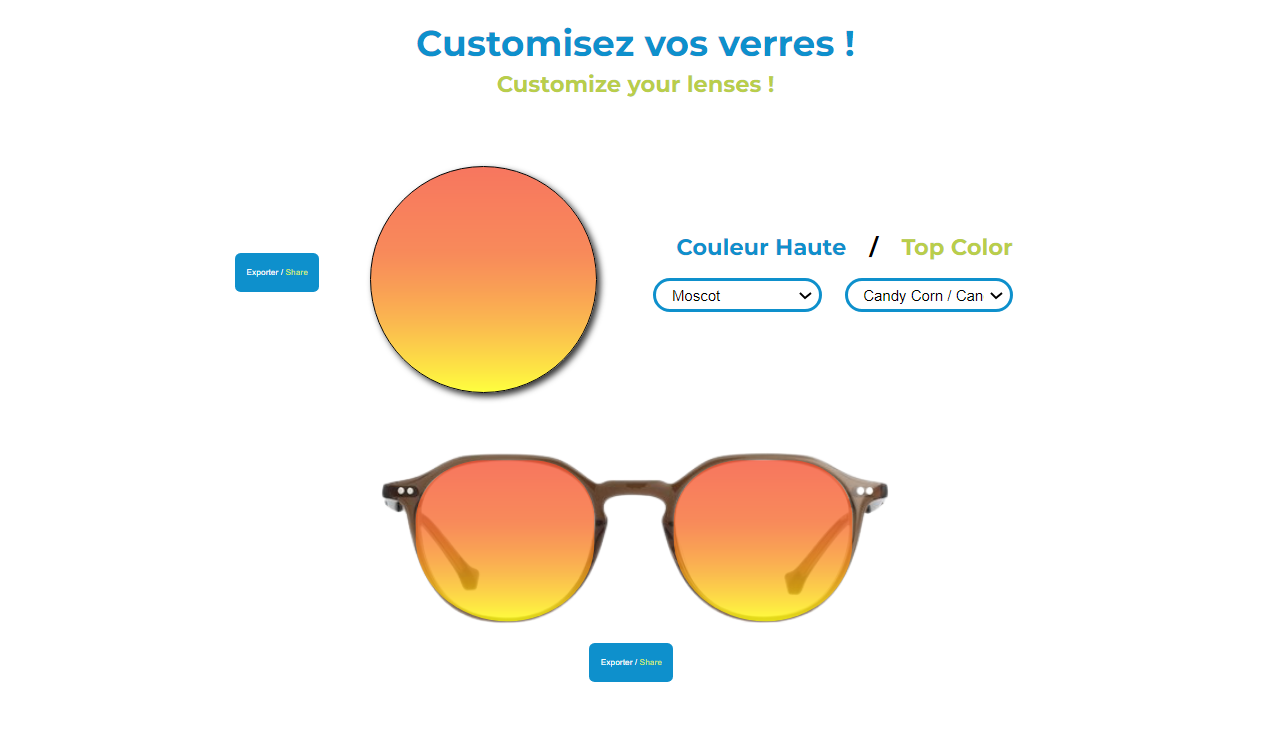 Customisez vos verres !
Customize your lenses !
Couleur Haute / Top Color
Exporter / Share
Moscot
Candy Corn / Can
Exporter / Share